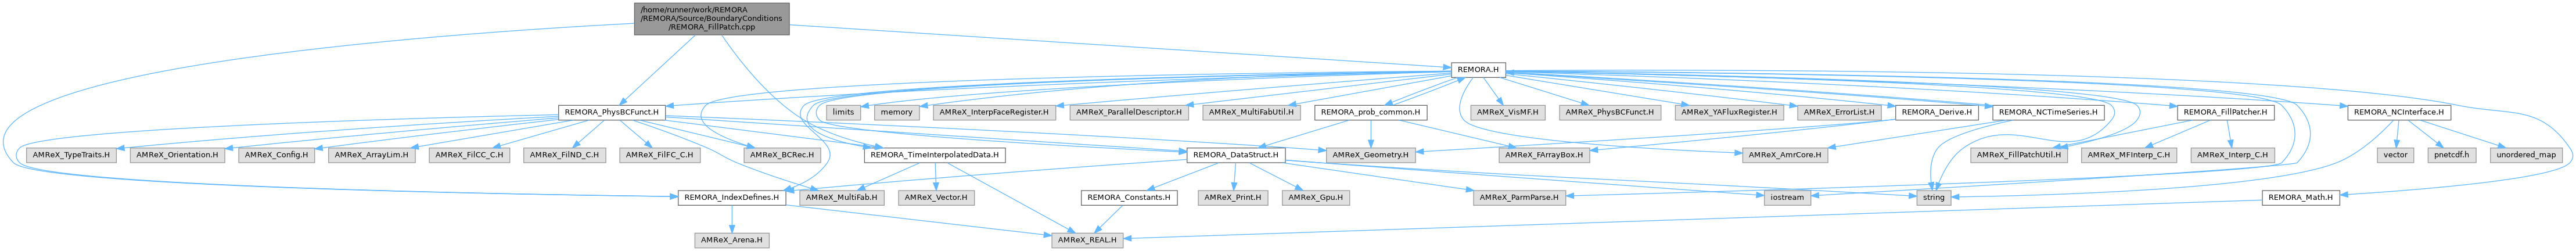 /home/runner/work/REMORA
/REMORA/Source/BoundaryConditions
/REMORA_FillPatch.cpp
REMORA.H
REMORA_PhysBCFunct.H
limits
memory
AMReX_InterpFaceRegister.H
AMReX_ParallelDescriptor.H
AMReX_MultiFabUtil.H
REMORA_prob_common.H
AMReX_VisMF.H
AMReX_PhysBCFunct.H
AMReX_YAFluxRegister.H
AMReX_ErrorList.H
REMORA_Derive.H
REMORA_NCTimeSeries.H
REMORA_FillPatcher.H
REMORA_NCInterface.H
AMReX_TypeTraits.H
AMReX_Orientation.H
AMReX_Config.H
AMReX_ArrayLim.H
AMReX_FilCC_C.H
AMReX_FilND_C.H
AMReX_FilFC_C.H
AMReX_BCRec.H
REMORA_TimeInterpolatedData.H
REMORA_DataStruct.H
AMReX_Geometry.H
AMReX_FArrayBox.H
AMReX_AmrCore.H
AMReX_FillPatchUtil.H
AMReX_MFInterp_C.H
AMReX_Interp_C.H
vector
pnetcdf.h
unordered_map
REMORA_IndexDefines.H
AMReX_MultiFab.H
AMReX_Vector.H
REMORA_Constants.H
AMReX_Print.H
AMReX_Gpu.H
AMReX_ParmParse.H
iostream
string
REMORA_Math.H
AMReX_Arena.H
AMReX_REAL.H